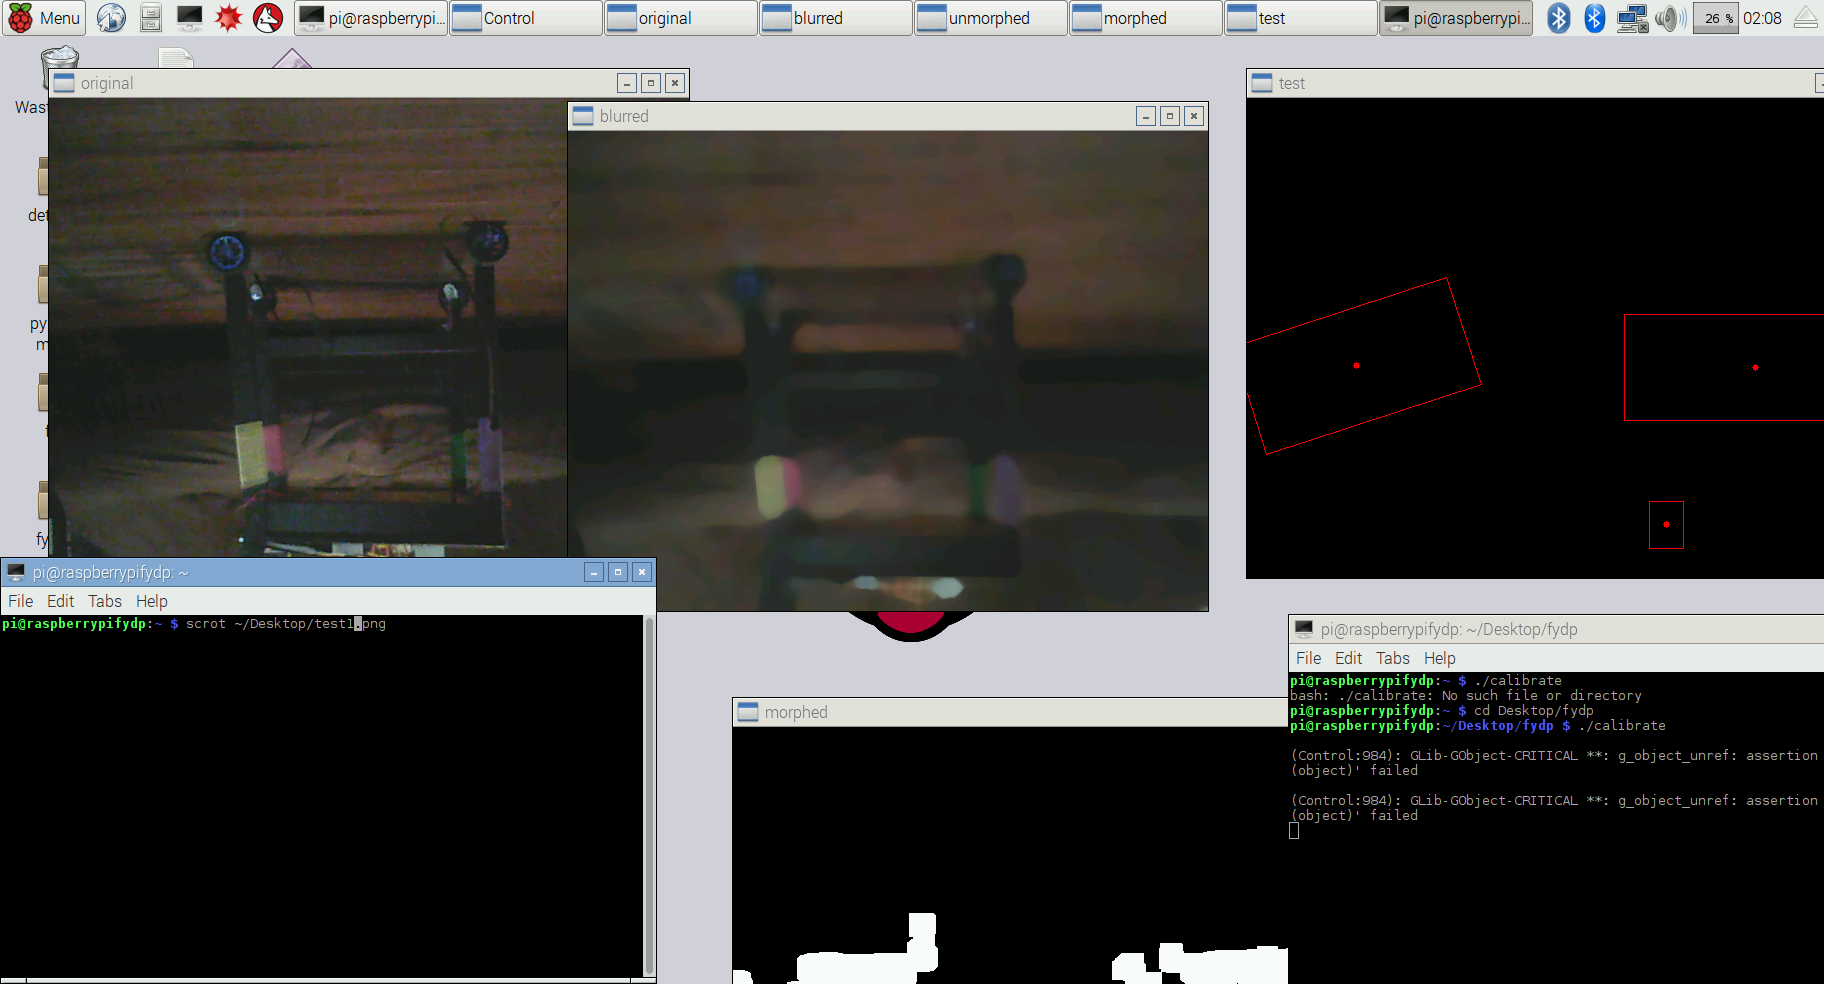 Menu
pi@raspberrypi...
Control
original
blurred
unmorphed
morphed
test
pi@raspberrypi...
26 %
02:08
Was
det
py
m
f
fy
original
blurred
test
pi@raspberrypifydp: ~
File Edit Tabs Help
pi@raspberrypifydp:~ $ scrot ~/Desktop/test1.png
morphed
pi@raspberrypifydp: ~/Desktop/fydp
File Edit Tabs Help
pi@raspberrypifydp:~ $ ./calibrate
bash: ./calibrate: No such file or directory
pi@raspberrypifydp:~ $ cd Desktop/fydp
pi@raspberrypifydp:~/Desktop/fydp $ ./calibrate
(Control:984): GLib-GObject-CRITICAL **: g_object_unref: assertion
(object)' failed
(Control:984): GLib-GObject-CRITICAL **: g_object_unref: assertion
(object)' failed